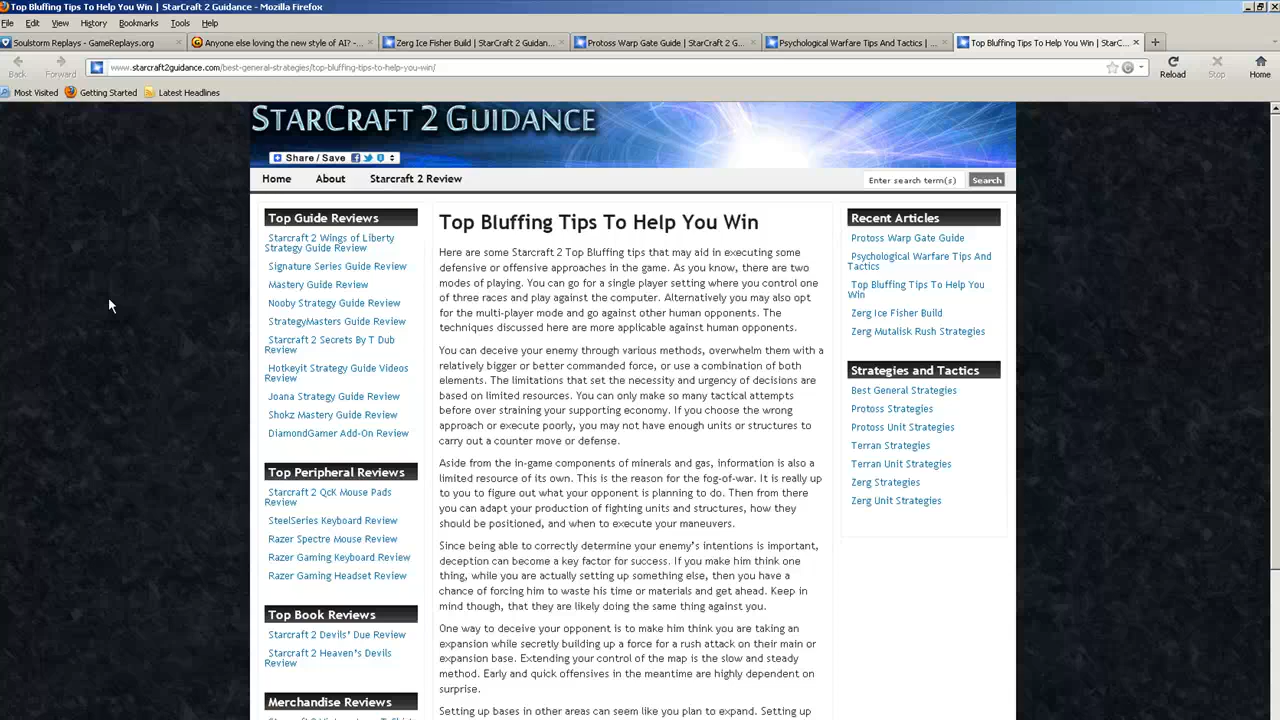 Top Bluffing Tips To Help You Win | StarCraft 2 Guidance - Mozilla Firefox
File Edit View History Bookmarks Tools Help
Soulstorm Replays - GameReplays.org
Anyone else loving the new style of AI? - ...
Zerg Ice Fisher Build | StarCraft 2 Guidan...
Protoss Warp Gate Guide | StarCraft 2 G...
Psychological Warfare Tips And Tactics | ...
Top Bluffing Tips To Help You Win | StarC...
Back Forward
www.starcraft2guidance.com/best-general-strategies/top-bluffing-tips-to-help-you-win/
Reload Stop Home
Most Visited Getting Started Latest Headlines
StarCraft 2 Guidance
Share / Save
Home About Starcraft 2 Review
Enter search term(s) Search
Top Guide Reviews
Starcraft 2 Wings of Liberty
Strategy Guide Review
Signature Series Guide Review
Mastery Guide Review
Nooby Strategy Guide Review
StrategyMasters Guide Review
Starcraft 2 Secrets By T Dub
Review
Hotkeyit Strategy Guide Videos
Review
Joana Strategy Guide Review
Shokz Mastery Guide Review
DiamondGamer Add-On Review
Top Peripheral Reviews
Starcraft 2 QcK Mouse Pads
Review
SteelSeries Keyboard Review
Razer Spectre Mouse Review
Razer Gaming Keyboard Review
Razer Gaming Headset Review
Top Book Reviews
Starcraft 2 Devils' Due Review
Starcraft 2 Heaven's Devils
Review
Merchandise Reviews
Top Bluffing Tips To Help You Win
Here are some Starcraft 2 Top Bluffing tips that may aid in executing some
defensive or offensive approaches in the game. As you know, there are two
modes of playing. You can go for a single player setting where you control one
of three races and play against the computer. Alternatively you may also opt
for the multi-player mode and go against other human opponents. The
techniques discussed here are more applicable against human opponents.
You can deceive your enemy through various methods, overwhelm them with a
relatively bigger or better commanded force, or use a combination of both
elements. The limitations that set the necessity and urgency of decisions are
based on limited resources. You can only make so many tactical attempts
before over straining your supporting economy. If you choose the wrong
approach or execute poorly, you may not have enough units or structures to
carry out a counter move or defense.
Aside from the in-game components of minerals and gas, information is also a
limited resource of its own. This is the reason for the fog-of-war. It is really up
to you to figure out what your opponent is planning to do. Then from there
you can adapt your production of fighting units and structures, how they
should be positioned, and when to execute your maneuvers.
Since being able to correctly determine your enemy's intentions is important,
deception can become a key factor for success. If you make him think one
thing, while you are actually setting up something else, then you have a
chance of forcing him to waste his time or materials and get ahead. Keep in
mind though, that they are likely doing the same thing against you.
One way to deceive your opponent is to make him think you are taking an
expansion while secretly building up a force for a rush attack on their main or
expansion base. Extending your control of the map is the slow and steady
method. Early and quick offensives in the meantime are highly dependent on
surprise.
Setting up bases in other areas can seem like you plan to expand. Setting up
Recent Articles
Protoss Warp Gate Guide
Psychological Warfare Tips And
Tactics
Top Bluffing Tips To Help You
Win
Zerg Ice Fisher Build
Zerg Mutalisk Rush Strategies
Strategies and Tactics
Best General Strategies
Protoss Strategies
Protoss Unit Strategies
Terran Strategies
Terran Unit Strategies
Zerg Strategies
Zerg Unit Strategies